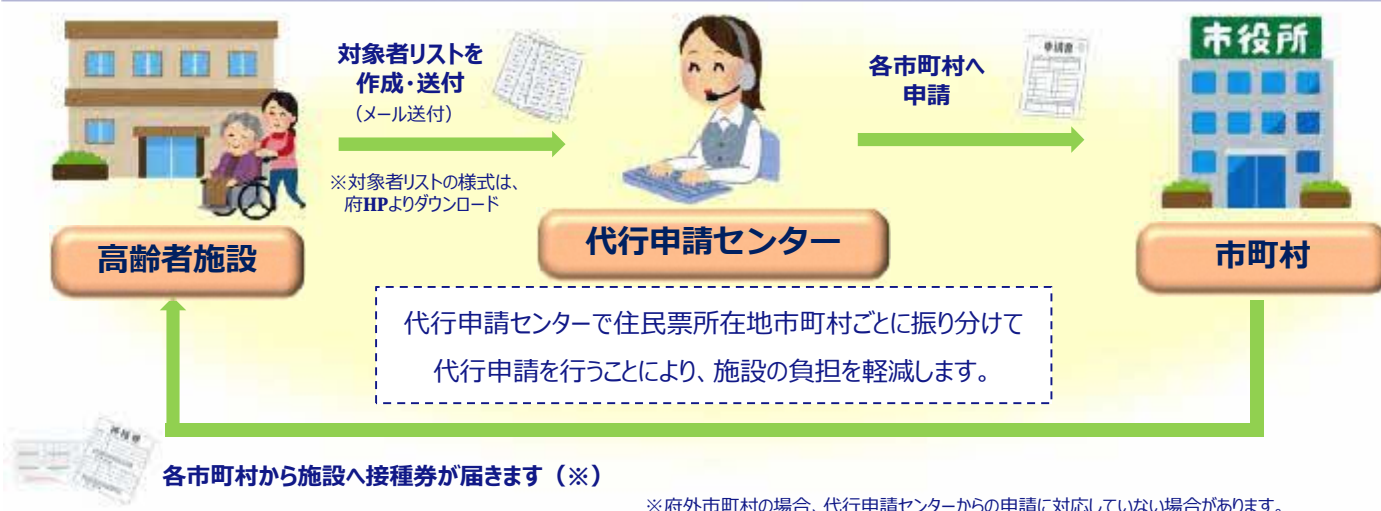 対象者リストを
作成・送付
（メール送付）
※対象者リストの様式は、
府HPよりダウンロード
申請書
各市町村へ
申請
市役所
高齢者施設
代行申請センター
市町村
代行申請センターで住民票所在地市町村ごとに振り分けて
代行申請を行うことにより、施設の負担を軽減します。
各市町村から施設へ接種券が届きます（※）
※府外市町村の場合、代行申請センターからの申請に対応していない場合があります。